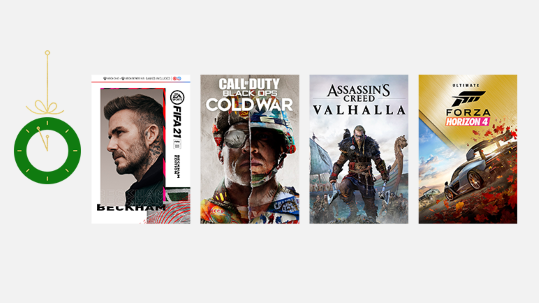 FIFA 21
BECKHAM
CALL OF DUTY
BLACK OPS
COLD WAR
ASSASSIN'S
CREED
VALHALLA
ULTIMATE
FORZA
HORIZON 4